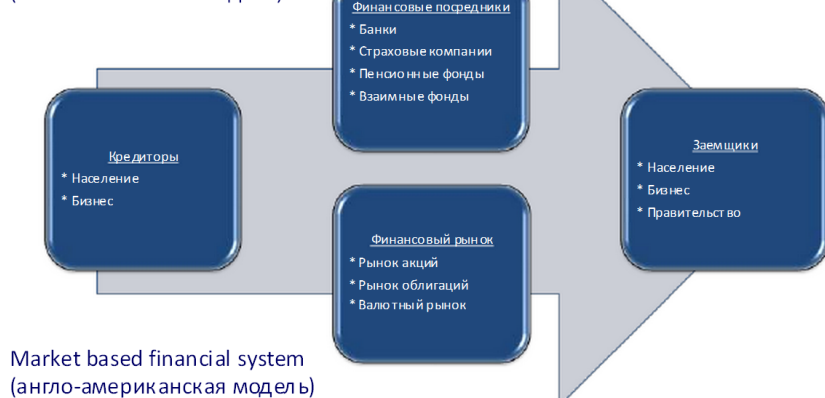 Финансовые посредники
* Банки
* Страховые компании
* Пенсионные фонды
* Взаимные фонды
Кредиторы
* Население
* Бизнес
Заемщики
* Население
* Бизнес
* Правительство
Финансовый рынок
* Рынок акций
* Рынок облигаций
* Валютный рынок
Market based financial system
(англо-американская модель)